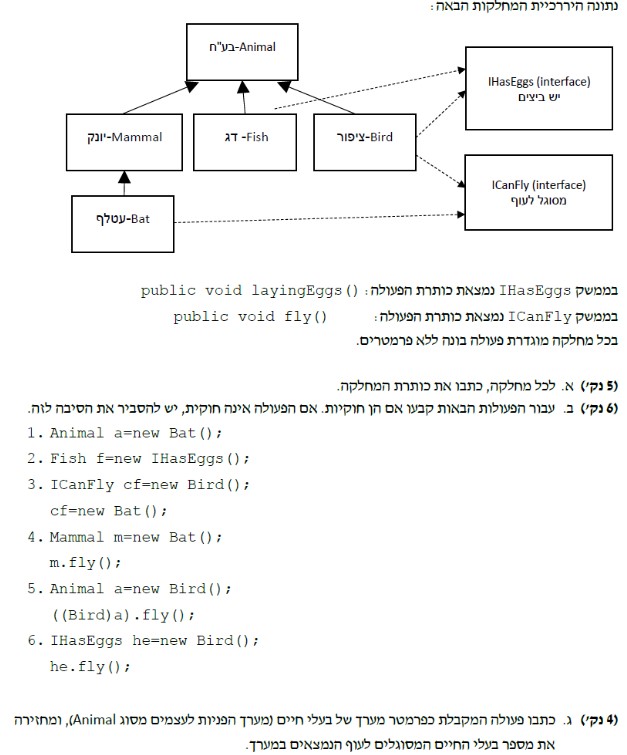 נתונה היררכיית המחלקות הבאה:
בע"ח-Animal
IHasEggs (interface)
יש ביצים
יונק-Mammal
דג -Fish
ציפור-Bird
ICanFly (interface)
מסוגל לעוף
עטלף-Bat
בממשק IHasEggs נמצאת כותרת הפעולה: public void layingEggs()
בממשק ICanFly נמצאת כותרת הפעולה: public void fly()
בכל מחלקה מוגדרת פעולה בונה ללא פרמטרים.
(5 נק') א. לכל מחלקה, כתבו את כותרת המחלקה.
(6 נק') ב. עבור הפעולות הבאות קבעו אם הן חוקיות. אם הפעולה אינה חוקית, יש להסביר את הסיבה לזה.
1. Animal a=new Bat();
2. Fish f=new IHasEggs();
3. ICanFly cf=new Bird();
cf=new Bat();
4. Mammal m=new Bat();
m.fly();
5. Animal a=new Bird();
((Bird)a).fly();
6. IHasEggs he=new Bird();
he.fly();
(4 נק') ג. כתבו פעולה המקבלת כפרמטר מערך של בעלי חיים (מערך הפניות לעצמים מסוג Animal), ומחזירה
את מספר בעלי החיים המסוגלים לעוף הנמצאים במערך.